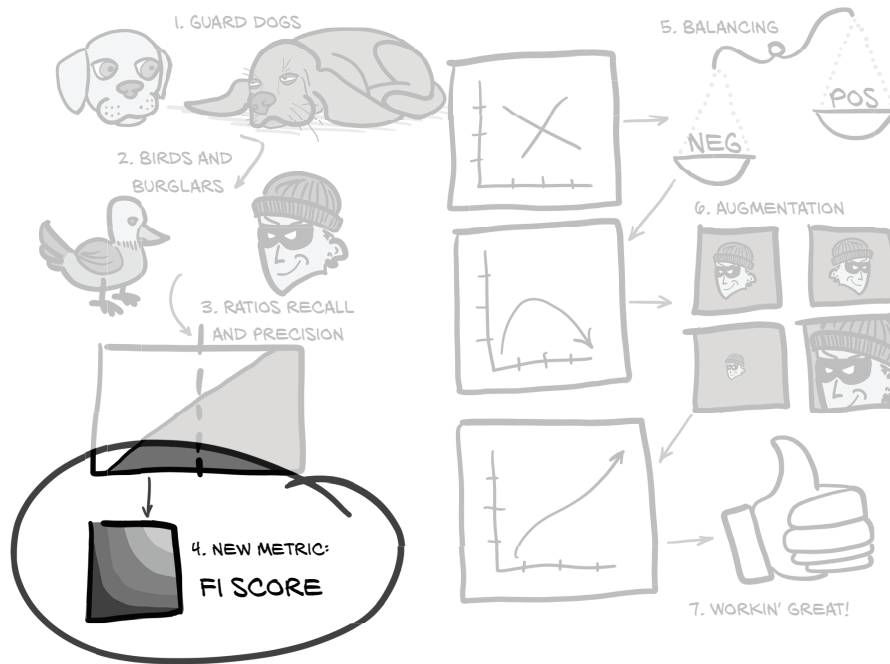 1. GUARD DOGS
2. BIRDS AND
BURGLARS
3. RATIOS RECALL
AND PRECISION
4. NEW METRIC:
F1 SCORE
5. BALANCING
NEG
POS
6. AUGMENTATION
7. WORKIN' GREAT!